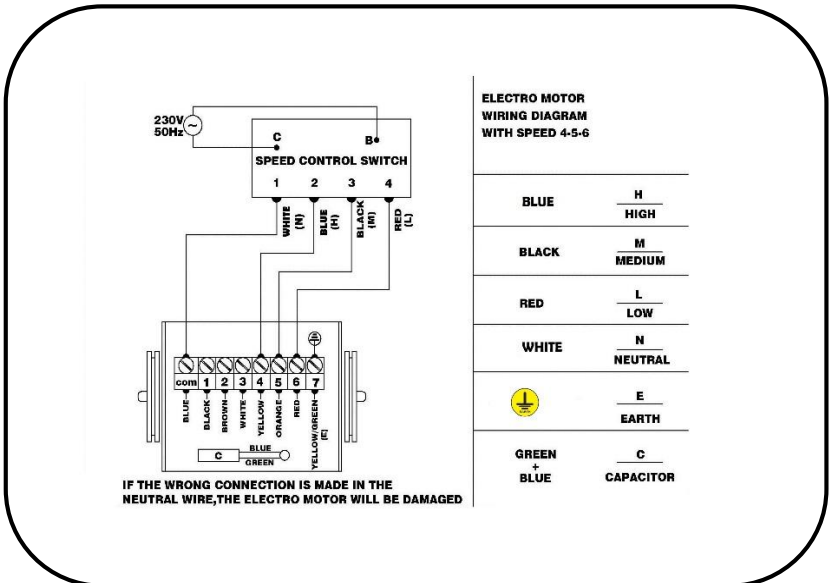 230V
50Hz
C
B
SPEED CONTROL SWITCH
1 2 3 4
WHITE
(N)
BLUE
(H)
BLACK
(M)
RED
(L)
com 1 2 3 4 5 6 7
BLUE
BLACK
BROWN
WHITE
YELLOW
ORANGE
RED
YELLOW/GREEN
(E)
C
BLUE
GREEN
IF THE WRONG CONNECTION IS MADE IN THE
NEUTRAL WIRE,THE ELECTRO MOTOR WILL BE DAMAGED
ELECTRO MOTOR
WIRING DIAGRAM
WITH SPEED 4-5-6
BLUE
H
HIGH
BLACK
M
MEDIUM
RED
L
LOW
WHITE
N
NEUTRAL
E
EARTH
GREEN
+
BLUE
C
CAPACITOR